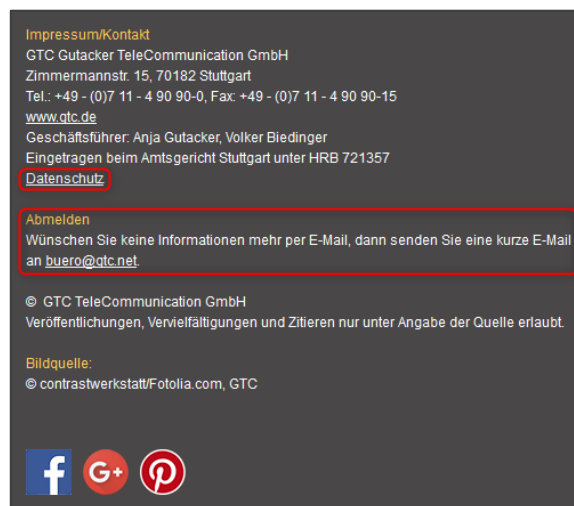 Impressum/Kontakt
GTC Gutacker TeleCommunication GmbH
Zimmermannstr. 15, 70182 Stuttgart
Tel.: +49 - (0)7 11 - 4 90 90-0, Fax: +49 - (0)7 11 - 4 90 90-15
www.gtc.de
Geschäftsführer: Anja Gutacker, Volker Biedinger
Eingetragen beim Amtsgericht Stuttgart unter HRB 721357
Datenschutz
Abmelden
Wünschen Sie keine Informationen mehr per E-Mail, dann senden Sie eine kurze E-Mail
an buero@gtc.net.
© GTC TeleCommunication GmbH
Veröffentlichungen, Vervielfältigungen und Zitieren nur unter Angabe der Quelle erlaubt.
Bildquelle:
© contrastwerkstatt/Fotolia.com, GTC
f G+ P